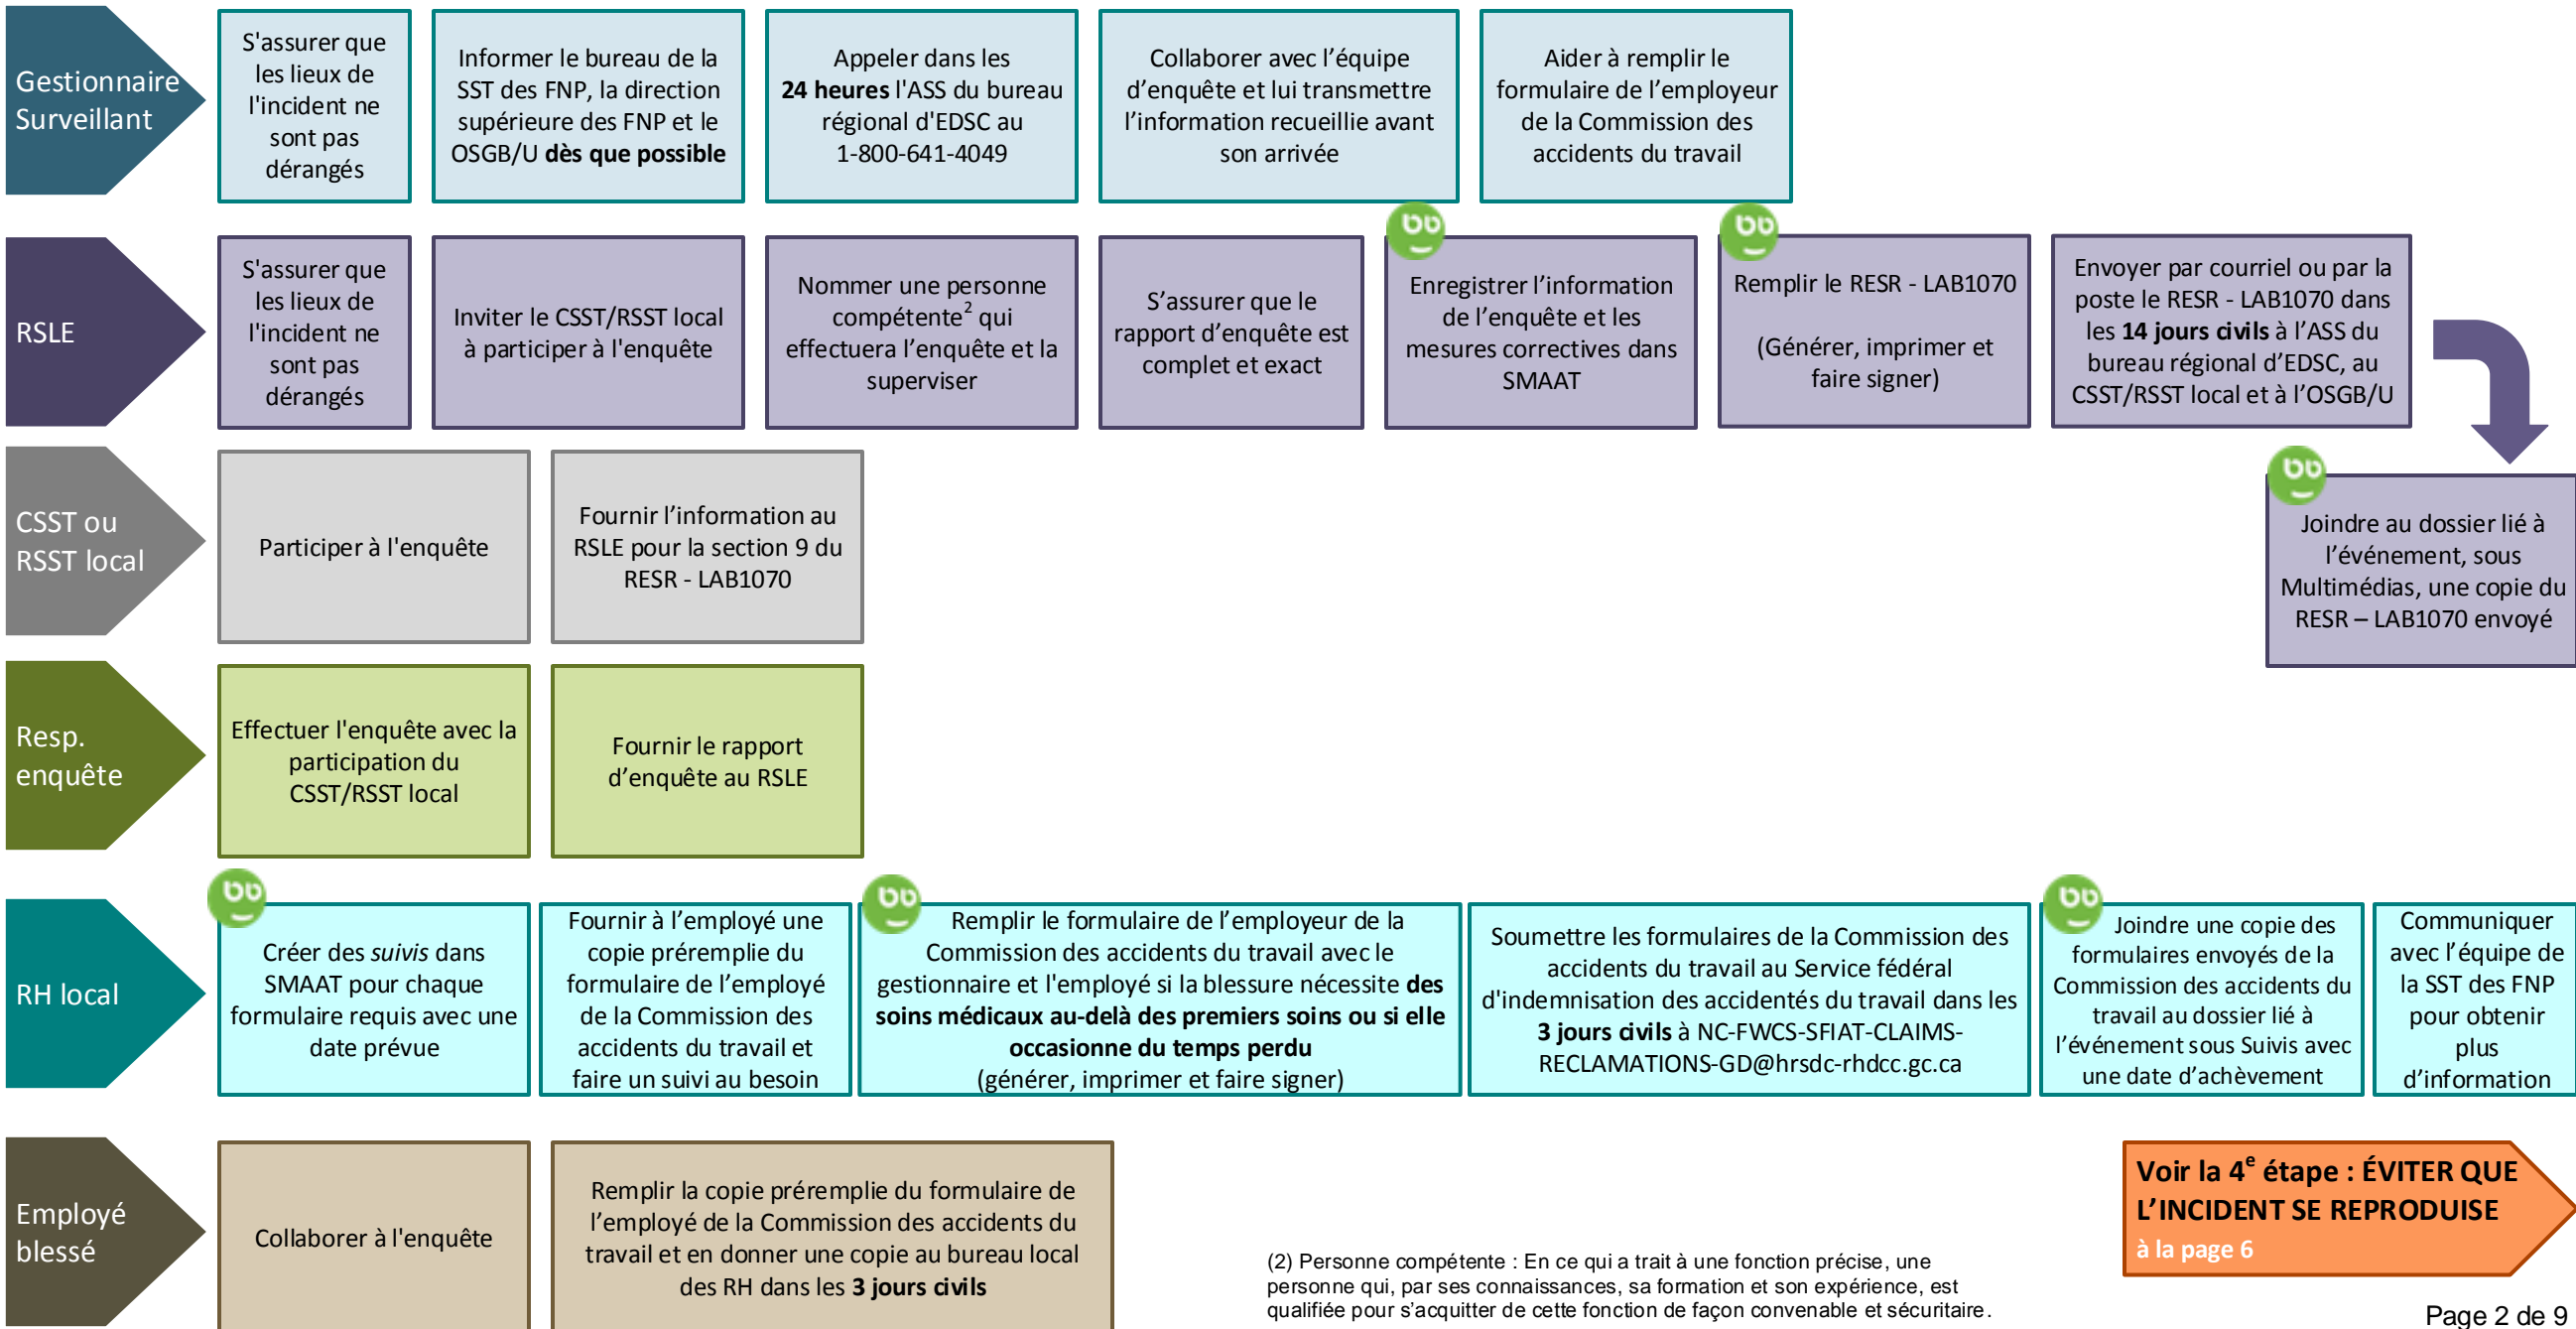 Gestionnaire
Surveillant
S'assurer que
les lieux de
l'incident ne
sont pas
dérangés
Informer le bureau de la
SST des FNP, la direction
supérieure des FNP et le
OSGB/U dès que possible
Appeler dans les
24 heures l'ASS du bureau
régional d'EDSC au
1-800-641-4049
Collaborer avec l’équipe
d’enquête et lui transmettre
l’information recueillie avant
son arrivée
Aider à remplir le
formulaire de l’employeur
de la Commission des
accidents du travail
RSLE
S'assurer que
les lieux de
l'incident ne
sont pas
dérangés
Inviter le CSST/RSST local
à participer à l'enquête
Nommer une personne
compétente2 qui
effectuera l’enquête et la
superviser
S’assurer que le
rapport d’enquête est
complet et exact
Enregistrer l’information
de l’enquête et les
mesures correctives dans
SMAAT
Remplir le RESR - LAB1070
(Générer, imprimer et
faire signer)
Envoyer par courriel ou par la
poste le RESR - LAB1070 dans
les 14 jours civils à l’ASS du
bureau régional d’EDSC, au
CSST/RSST local et à l’OSGB/U
Joindre au dossier lié à
l’événement, sous
Multimédias, une copie du
RESR – LAB1070 envoyé
CSST ou
RSST local
Participer à l'enquête
Fournir l’information au
RSLE pour la section 9 du
RESR - LAB1070
Resp.
enquête
Effectuer l'enquête avec la
participation du
CSST/RSST local
Fournir le rapport
d’enquête au RSLE
RH local
Créer des suivis dans
SMAAT pour chaque
formulaire requis avec une
date prévue
Fournir à l’employé une
copie préremplie du
formulaire de l’employé
de la Commission des
accidents du travail et
faire un suivi au besoin
Remplir le formulaire de l’employeur de la
Commission des accidents du travail avec le
gestionnaire et l'employé si la blessure nécessite des
soins médicaux au-delà des premiers soins ou si elle
occasionne du temps perdu
(générer, imprimer et faire signer)
Soumettre les formulaires de la Commission des
accidents du travail au Service fédéral
d'indemnisation des accidentés du travail dans les
3 jours civils à NC-FWCS-SFIAT-CLAIMS-
RECLAMATIONS-GD@hrsdc-rhdcc.gc.ca
Joindre une copie des
formulaires envoyés de la
Commission des accidents du
travail au dossier lié à
l’événement sous Suivis avec
une date d’achèvement
Communiquer
avec l’équipe de
la SST des FNP
pour obtenir
plus
d’information
Employé
blessé
Collaborer à l'enquête
Remplir la copie préremplie du formulaire de
l’employé de la Commission des accidents du
travail et en donner une copie au bureau local
des RH dans les 3 jours civils
(2) Personne compétente : En ce qui a trait à une fonction précise, une
personne qui, par ses connaissances, sa formation et son expérience, est
qualifiée pour s’acquitter de cette fonction de façon convenable et sécuritaire.
Voir la 4e étape : ÉVITER QUE
L’INCIDENT SE REPRODUISE
à la page 6
Page 2 de 9